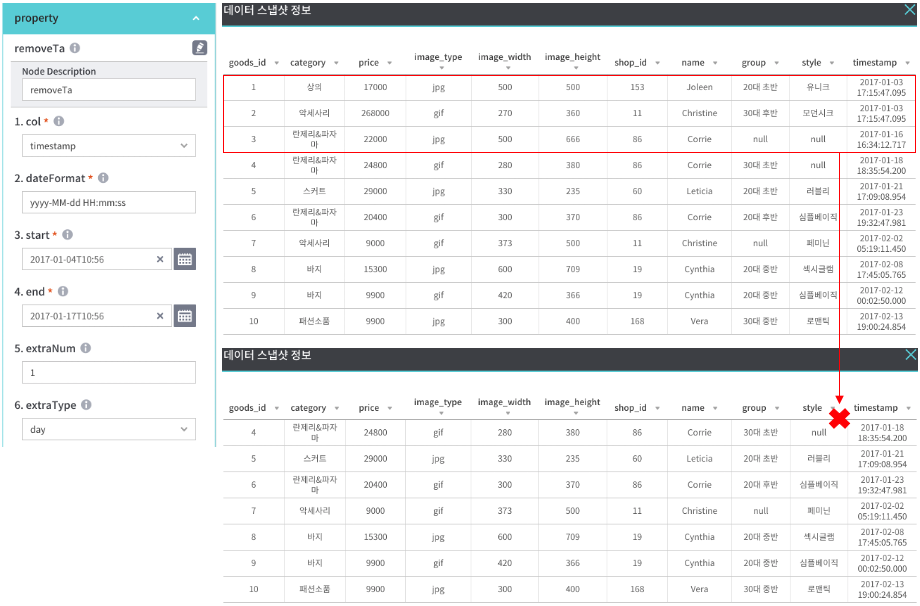 property
removeTa
Node Description
removeTa
1. col *
timestamp
2. dateFormat *
yyyy-MM-dd HH:mm:ss
3. start *
2017-01-04T10:56
4. end *
2017-01-17T10:56
5. extraNum
1
6. extraType
day
데이터 스냅샷 정보
goods_id category price image_type image_width image_height shop_id name group style timestamp
1 상의 17000 jpg 500 500 153 Joleen 20대 초반 유니크 2017-01-03 17:15:47.095
2 악세사리 268000 gif 270 360 11 Christine 30대 후반 모던시크 2017-01-03 17:15:47.095
3 란제리&파자마 22000 jpg 500 666 86 Corrie null null 2017-01-16 16:34:12.717
4 란제리&파자마 24800 gif 280 380 86 Corrie 30대 초반 null 2017-01-18 18:35:54.200
5 스커트 29000 jpg 330 235 60 Leticia 20대 초반 러블리 2017-01-21 17:09:08.954
6 란제리&파자마 20400 gif 300 370 86 Corrie 20대 후반 심플베이직 2017-01-23 19:32:47.981
7 악세사리 9000 gif 373 500 11 Christine null 페미닌 2017-02-02 05:19:11.450
8 바지 15300 jpg 600 709 19 Cynthia 20대 중반 섹시글램 2017-02-08 17:45:05.765
9 바지 9900 gif 420 366 19 Cynthia 20대 중반 심플베이직 2017-02-12 00:02:50.000
10 패션소품 9900 jpg 300 400 168 Vera 30대 중반 로맨틱 2017-02-13 19:00:24.854
데이터 스냅샷 정보
goods_id category price image_type image_width image_height shop_id name group style timestamp
4 란제리&파자마 24800 gif 280 380 86 Corrie 30대 초반 null 2017-01-18 18:35:54.200
5 스커트 29000 jpg 330 235 60 Leticia 20대 초반 러블리 2017-01-21 17:09:08.954
6 란제리&파자마 20400 gif 300 370 86 Corrie 20대 후반 심플베이직 2017-01-23 19:32:47.981
7 악세사리 9000 gif 373 500 11 Christine null 페미닌 2017-02-02 05:19:11.450
8 바지 15300 jpg 600 709 19 Cynthia 20대 중반 섹시글램 2017-02-08 17:45:05.765
9 바지 9900 gif 420 366 19 Cynthia 20대 중반 심플베이직 2017-02-12 00:02:50.000
10 패션소품 9900 jpg 300 400 168 Vera 30대 중반 로맨틱 2017-02-13 19:00:24.854